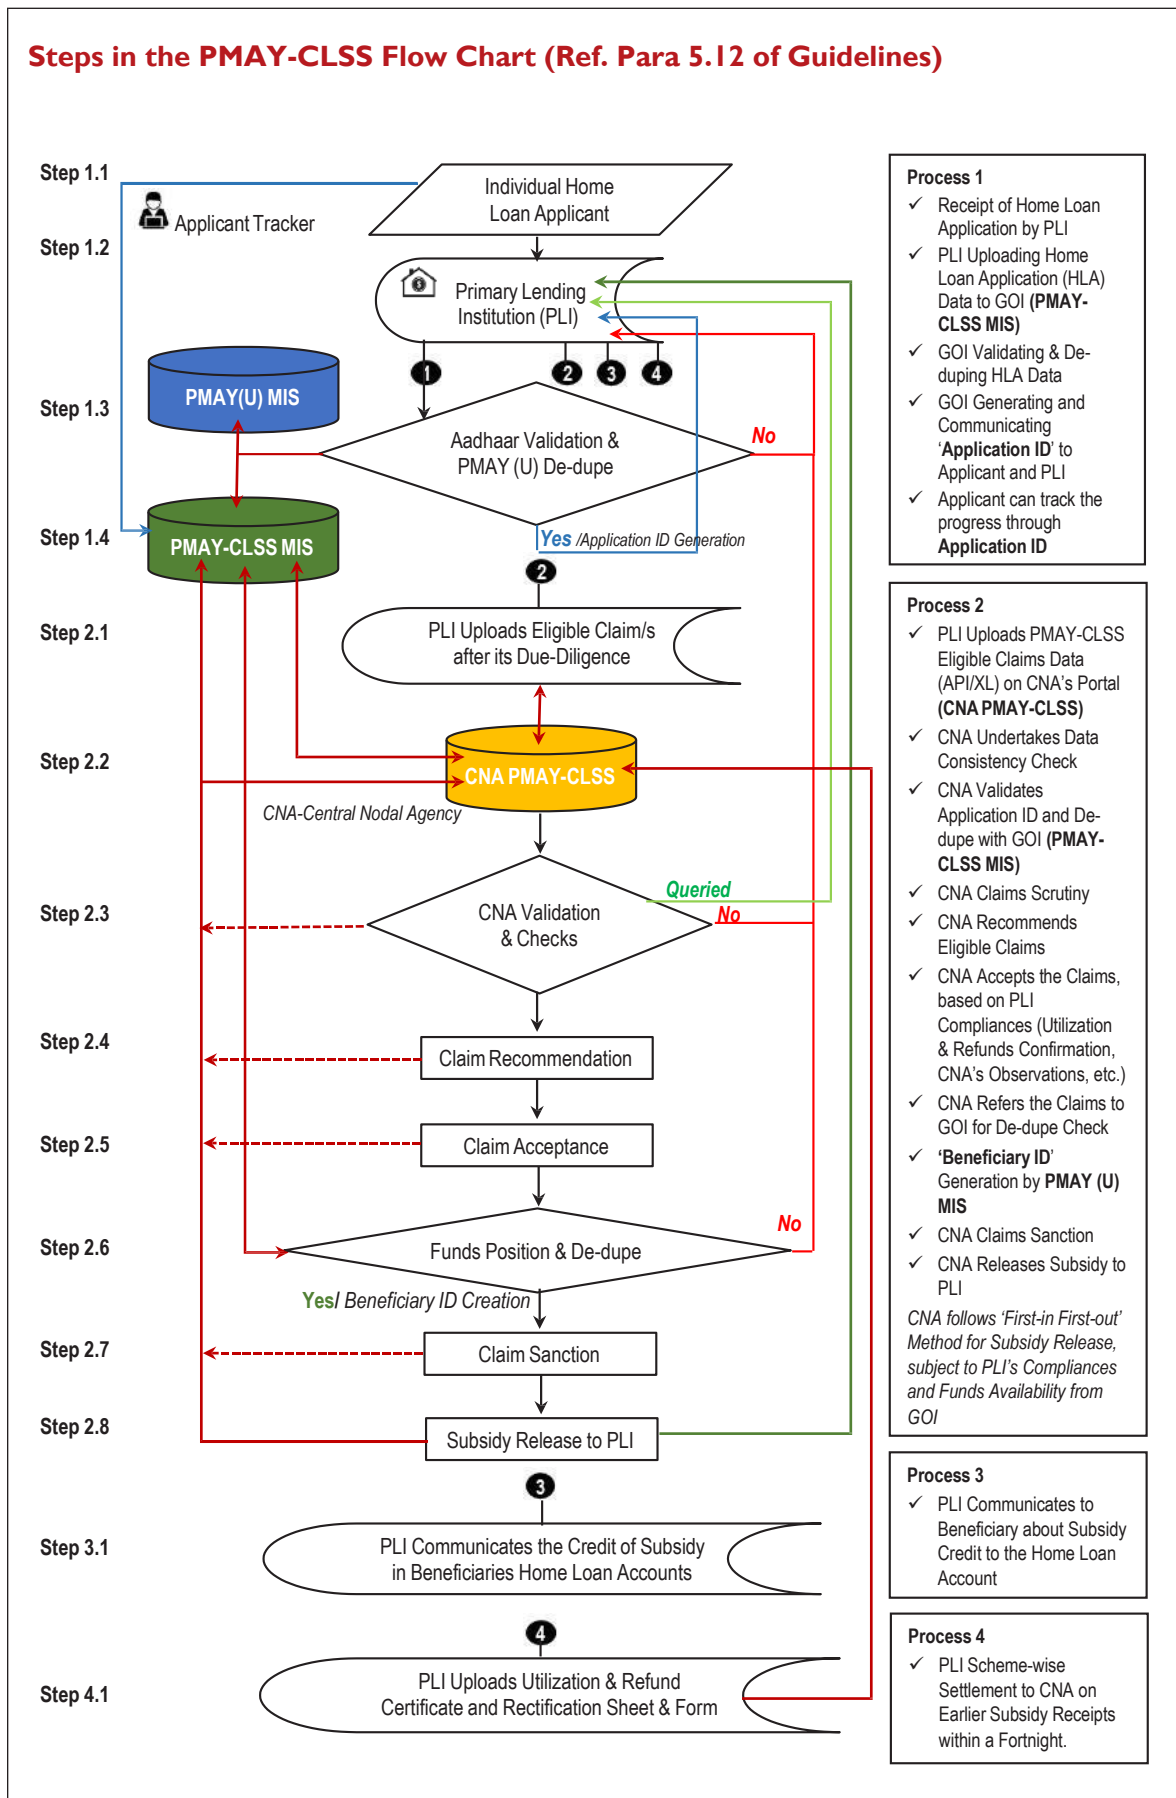 Steps in the PMAY-CLSS Flow Chart (Ref. Para 5.12 of Guidelines)
Step 1.1
Individual Home
Loan Applicant
Applicant Tracker
Step 1.2
Primary Lending
Institution (PLI)
1
2
3
4
PMAY(U) MIS
Step 1.3
Aadhaar Validation &
PMAY (U) De-dupe
No
Step 1.4
PMAY-CLSS MIS
Yes /Application ID Generation
2
Step 2.1
PLI Uploads Eligible Claim/s
after its Due-Diligence
Step 2.2
CNA PMAY-CLSS
CNA-Central Nodal Agency
Step 2.3
Queried
CNA Validation
& Checks
No
Step 2.4
Claim Recommendation
Step 2.5
Claim Acceptance
Step 2.6
Funds Position & De-dupe
No
Yes/ Beneficiary ID Creation
Step 2.7
Claim Sanction
Step 2.8
Subsidy Release to PLI
3
Step 3.1
PLI Communicates the Credit of Subsidy
in Beneficiaries Home Loan Accounts
4
Step 4.1
PLI Uploads Utilization & Refund
Certificate and Rectification Sheet & Form
Process 1
✓ Receipt of Home Loan
Application by PLI
✓ PLI Uploading Home
Loan Application (HLA)
Data to GOI (PMAY-
CLSS MIS)
✓ GOI Validating & De-
duping HLA Data
✓ GOI Generating and
Communicating
‘Application ID’ to
Applicant and PLI
✓ Applicant can track the
progress through
Application ID
Process 2
✓ PLI Uploads PMAY-CLSS
Eligible Claims Data
(API/XL) on CNA’s Portal
(CNA PMAY-CLSS)
✓ CNA Undertakes Data
Consistency Check
✓ CNA Validates
Application ID and De-
dupe with GOI (PMAY-
CLSS MIS)
✓ CNA Claims Scrutiny
✓ CNA Recommends
Eligible Claims
✓ CNA Accepts the Claims,
based on PLI
Compliances (Utilization
& Refunds Confirmation,
CNA’s Observations, etc.)
✓ CNA Refers the Claims to
GOI for De-dupe Check
✓ ‘Beneficiary ID’
Generation by PMAY (U)
MIS
✓ CNA Claims Sanction
✓ CNA Releases Subsidy to
PLI
CNA follows ‘First-in First-out’
Method for Subsidy Release,
subject to PLI’s Compliances
and Funds Availability from
GOI
Process 3
✓ PLI Communicates to
Beneficiary about Subsidy
Credit to the Home Loan
Account
Process 4
✓ PLI Scheme-wise
Settlement to CNA on
Earlier Subsidy Receipts
within a Fortnight.